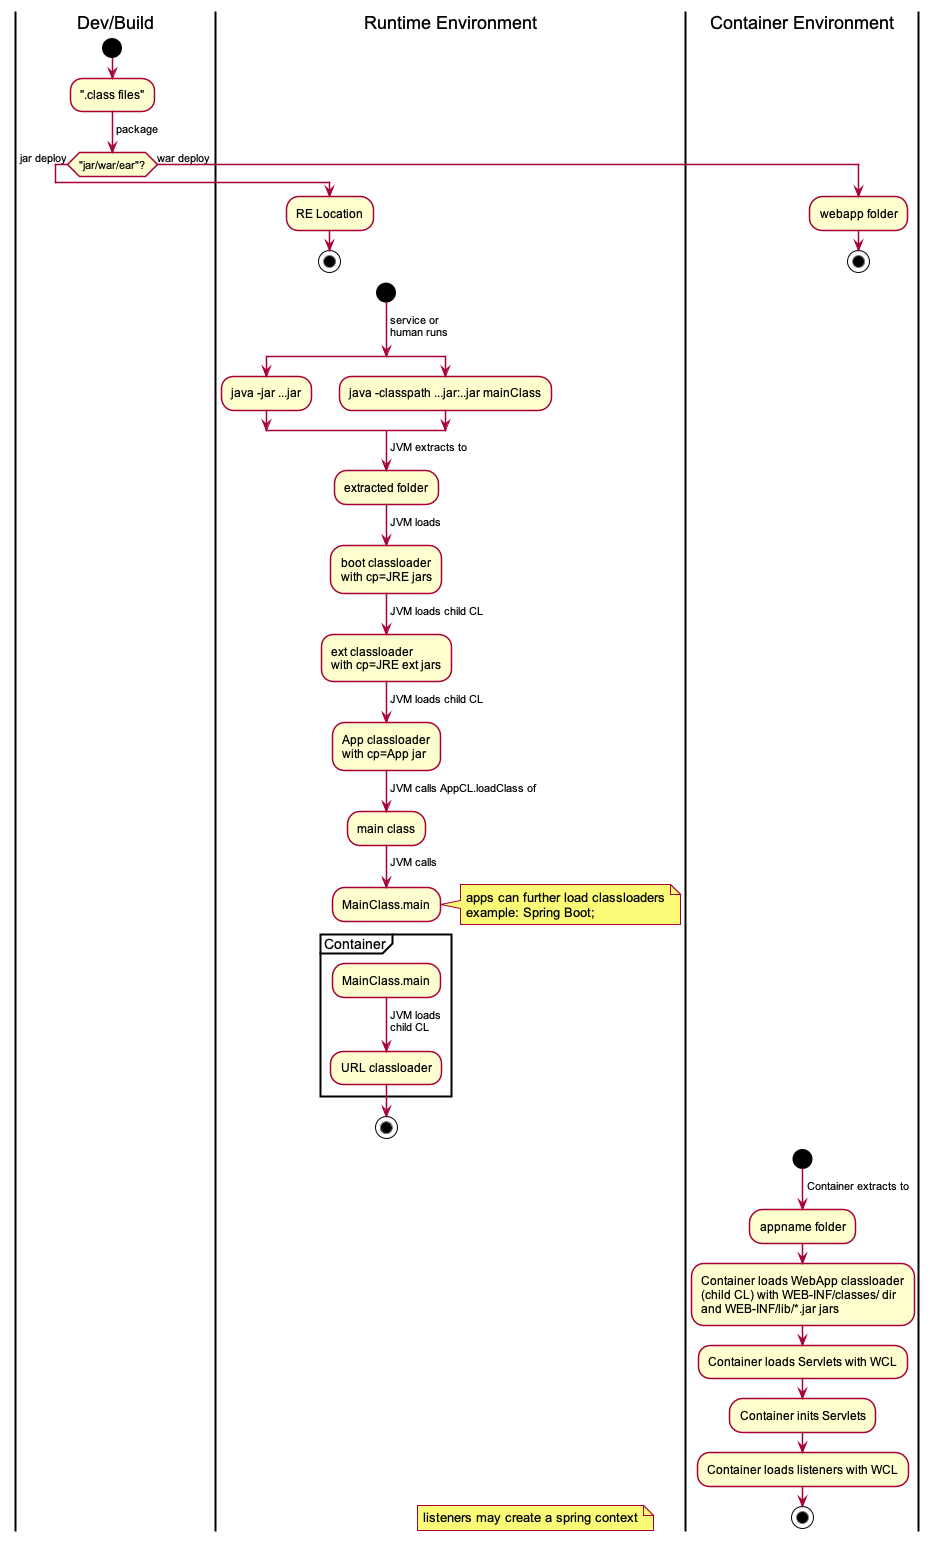 Dev/Build
Runtime Environment
Container Environment
".class files"
package
jar deploy
"jar/war/ear"?
war deploy
RE Location
webapp folder
service or
human runs
java -jar ...jar
java -classpath ...jar:..jar mainClass
JVM extracts to
extracted folder
JVM loads
boot classloader
with cp=JRE jars
JVM loads child CL
ext classloader
with cp=JRE ext jars
JVM loads child CL
App classloader
with cp=App jar
JVM calls AppCL.loadClass of
main class
JVM calls
MainClass.main
apps can further load classloaders
example: Spring Boot;
Container
MainClass.main
JVM loads
child CL
URL classloader
Container extracts to
appname folder
Container loads WebApp classloader
(child CL) with WEB-INF/classes/ dir
and WEB-INF/lib/*.jar jars
Container loads Servlets with WCL
Container inits Servlets
Container loads listeners with WCL
listeners may create a spring context